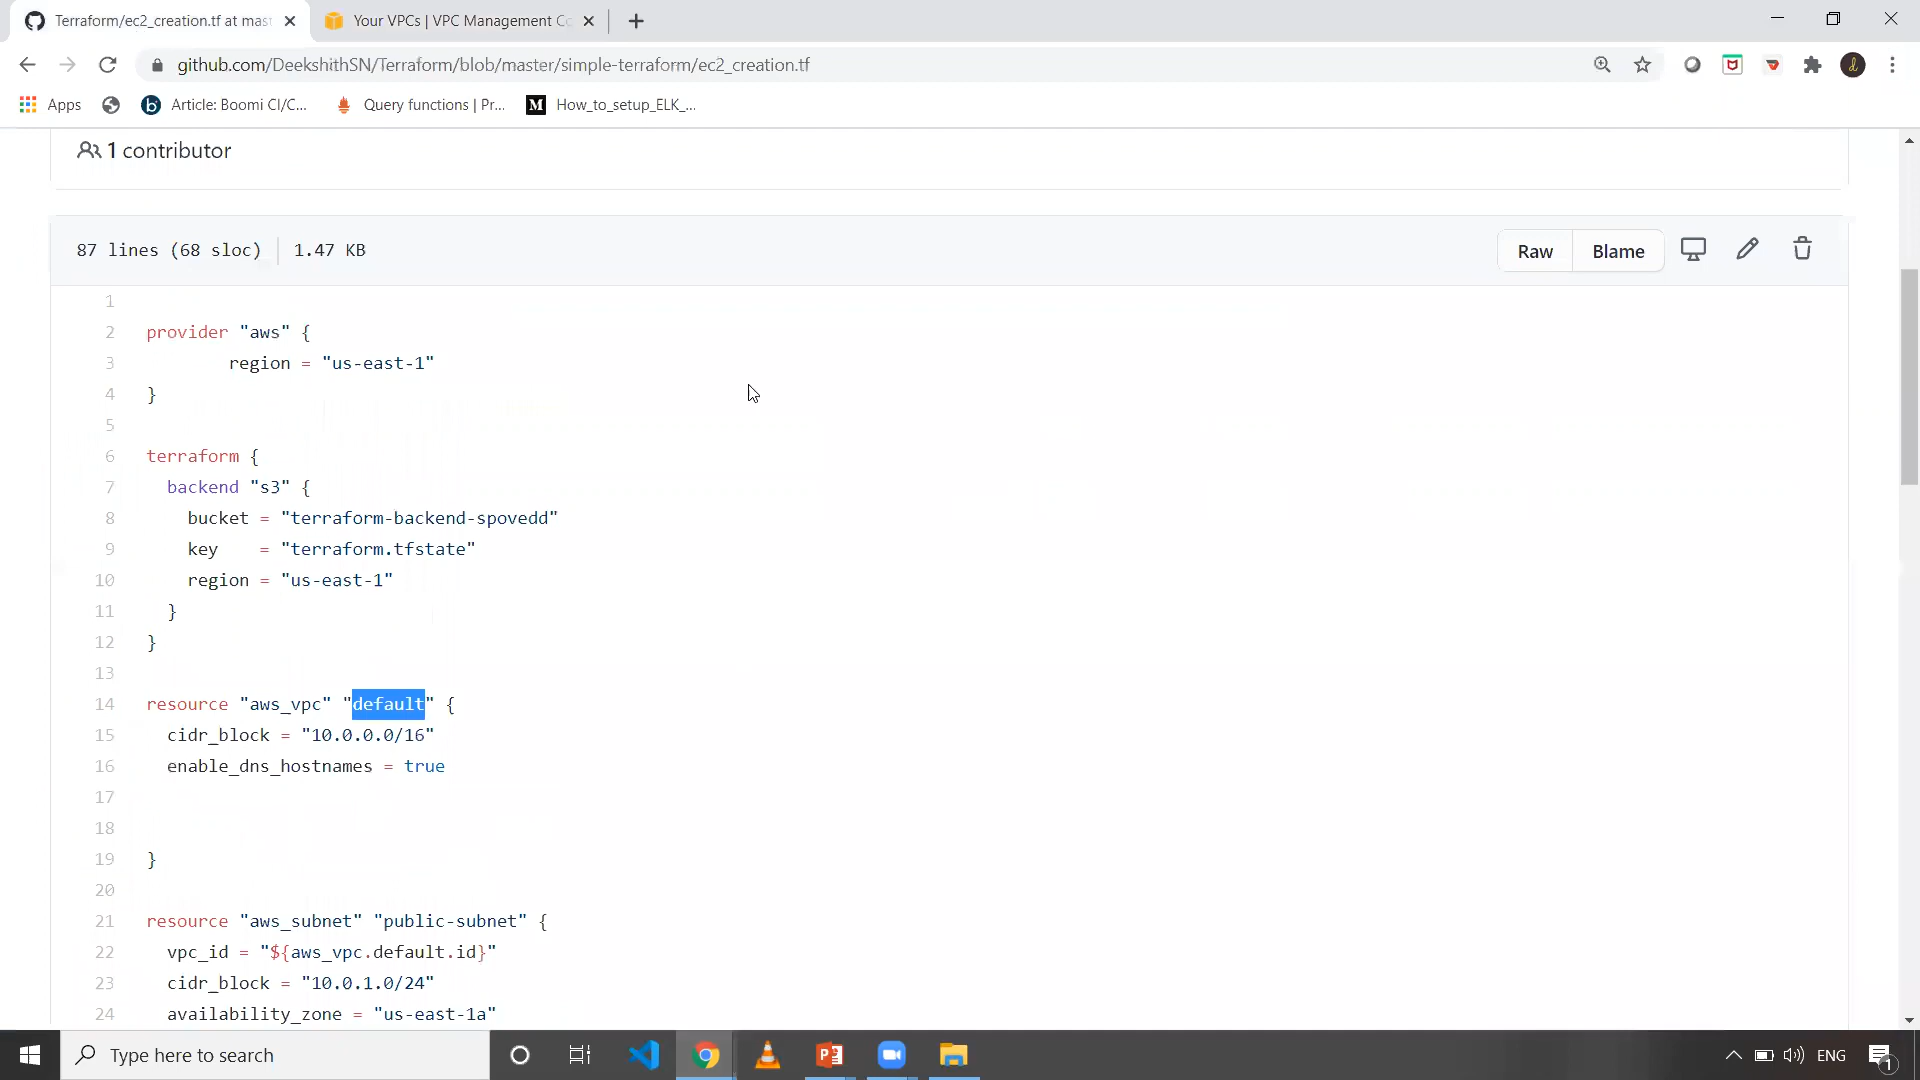 Terraform/ec2_creation.tf at mast
Your VPCs | VPC Management Co
github.com/DeekshithSN/Terraform/blob/master/simple-terraform/ec2_creation.tf
d
Apps
b Article: Boomi CI/C...
Query functions | Pr...
M How_to_setup_ELK_...
1 contributor
87 lines (68 sloc) 1.47 KB
Raw
Blame
1
2 provider "aws" {
3 region = "us-east-1"
4 }
5
6 terraform {
7 backend "s3" {
8 bucket = "terraform-backend-spovedd"
9 key = "terraform.tfstate"
10 region = "us-east-1"
11 }
12 }
13
14 resource "aws_vpc" "default" {
15 cidr_block = "10.0.0.0/16"
16 enable_dns_hostnames = true
17
18
19 }
20
21 resource "aws_subnet" "public-subnet" {
22 vpc_id = "${aws_vpc.default.id}"
23 cidr_block = "10.0.1.0/24"
24 availability_zone = "us-east-1a"
Type here to search
ENG
1